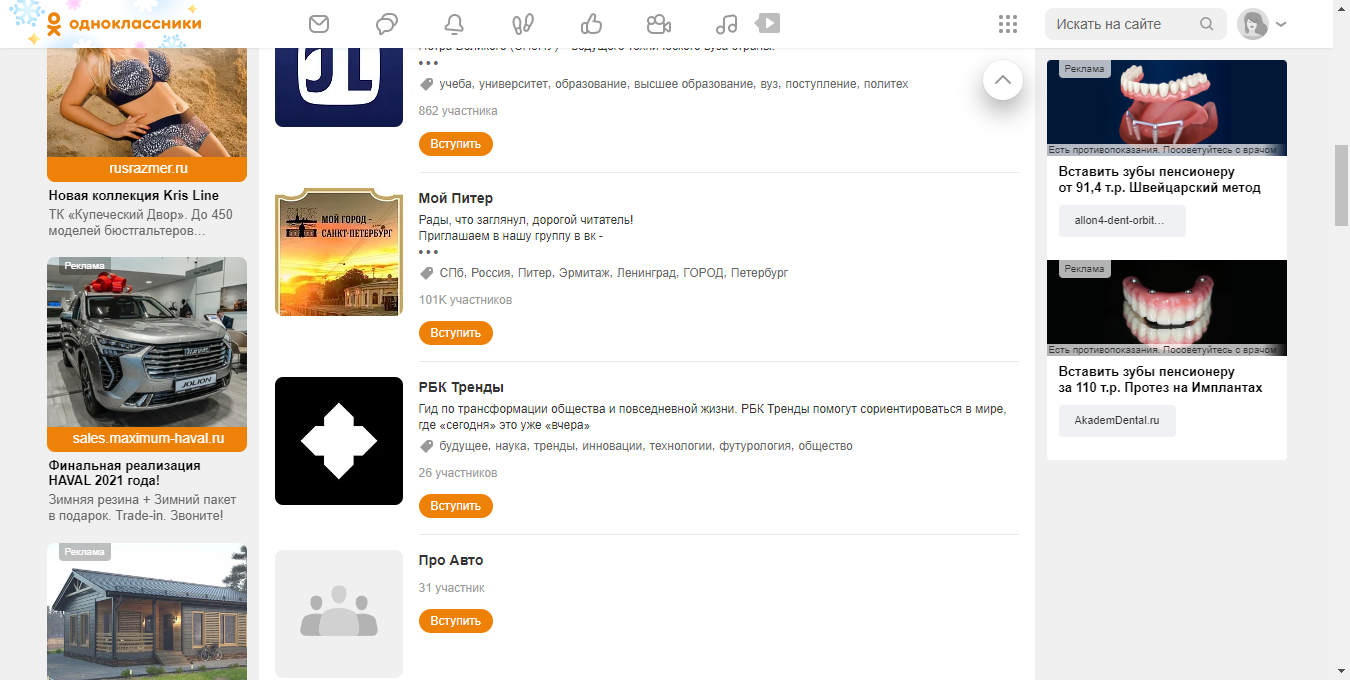 одноклассники
Искать на сайте
rusrazmer.ru
Новая коллекция Kris Line
ТК «Купеческий Двор». До 450
моделей бюстгальтеров...
Реклама
JOLION
sales.maximum-haval.ru
Финальная реализация
HAVAL 2021 года!
Зимняя резина + Зимний пакет
в подарок. Trade-in. Звоните!
Реклама
•••
учеба, университет, образование, высшее образование, вуз, поступление, политех
862 участника
Вступить
МОЙ ГОРОД -
САНКТ-ПЕТЕРБУРГ
Мой Питер
Рады, что заглянул, дорогой читатель!
Приглашаем в нашу группу в вк -
•••
СПб, Россия, Питер, Эрмитаж, Ленинград, ГОРОД, Петербург
101K участников
Вступить
РБК Тренды
Гид по трансформации общества и повседневной жизни. РБК Тренды помогут сориентироваться в мире,
где «сегодня» это уже «вчера»
будущее, наука, тренды, инновации, технологии, футурология, общество
26 участников
Вступить
Про Авто
31 участник
Вступить
Реклама
Есть противопоказания. Посоветуйтесь с врачом
Вставить зубы пенсионеру
от 91,4 т.р. Швейцарский метод
allon4-dent-orbit...
Реклама
Есть противопоказания. Посоветуйтесь с врачом
Вставить зубы пенсионеру
за 110 т.р. Протез на Имплантах
AkademDental.ru